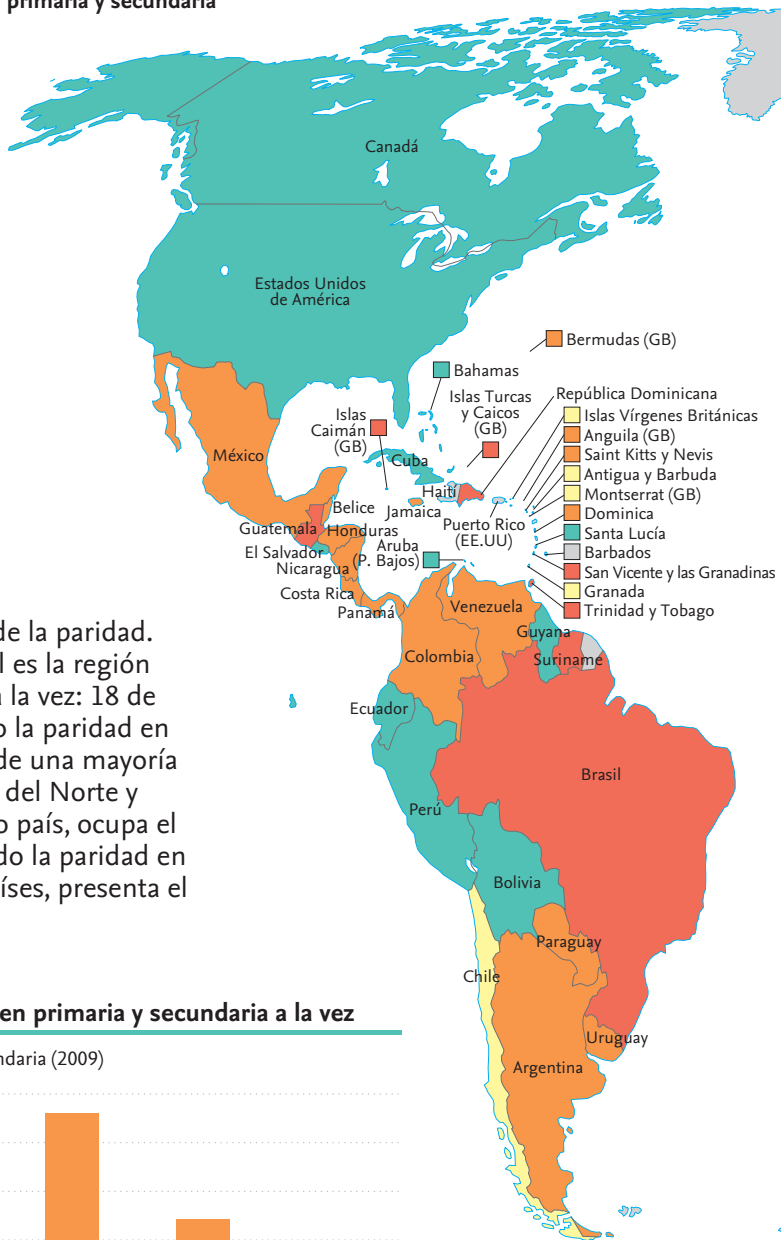 primaria y secundaria
Canadá
Estados Unidos
de América
Bermudas (GB)
Bahamas
Islas Turcas
y Caicos
(GB)
República Dominicana
Islas Vírgenes Británicas
Anguila (GB)
Saint Kitts y Nevis
Antigua y Barbuda
Montserrat (GB)
Dominica
Santa Lucía
Barbados
San Vicente y las Granadinas
Granada
Trinidad y Tobago
Islas
Caimán
(GB)
México
Cuba
Haití
Belice
Jamaica
Puerto Rico
(EE.UU)
Guatemala
Honduras
El Salvador
Aruba
(P. Bajos)
Nicaragua
Costa Rica
Panamá
Venezuela
Guyana
Suriname
Colombia
Ecuador
Brasil
Perú
Bolivia
Paraguay
Chile
Uruguay
Argentina
de la paridad.
l es la región
a la vez: 18 de
o la paridad en
de una mayoría
del Norte y
o país, ocupa el
do la paridad en
íses, presenta el
en primaria y secundaria a la vez
ndaria (2009)